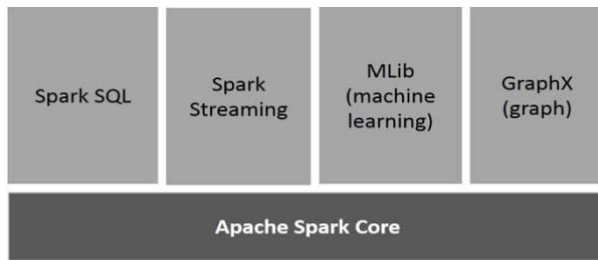 Spark SQL
Spark
Streaming
MLib
(machine
learning)
GraphX
(graph)
Apache Spark Core